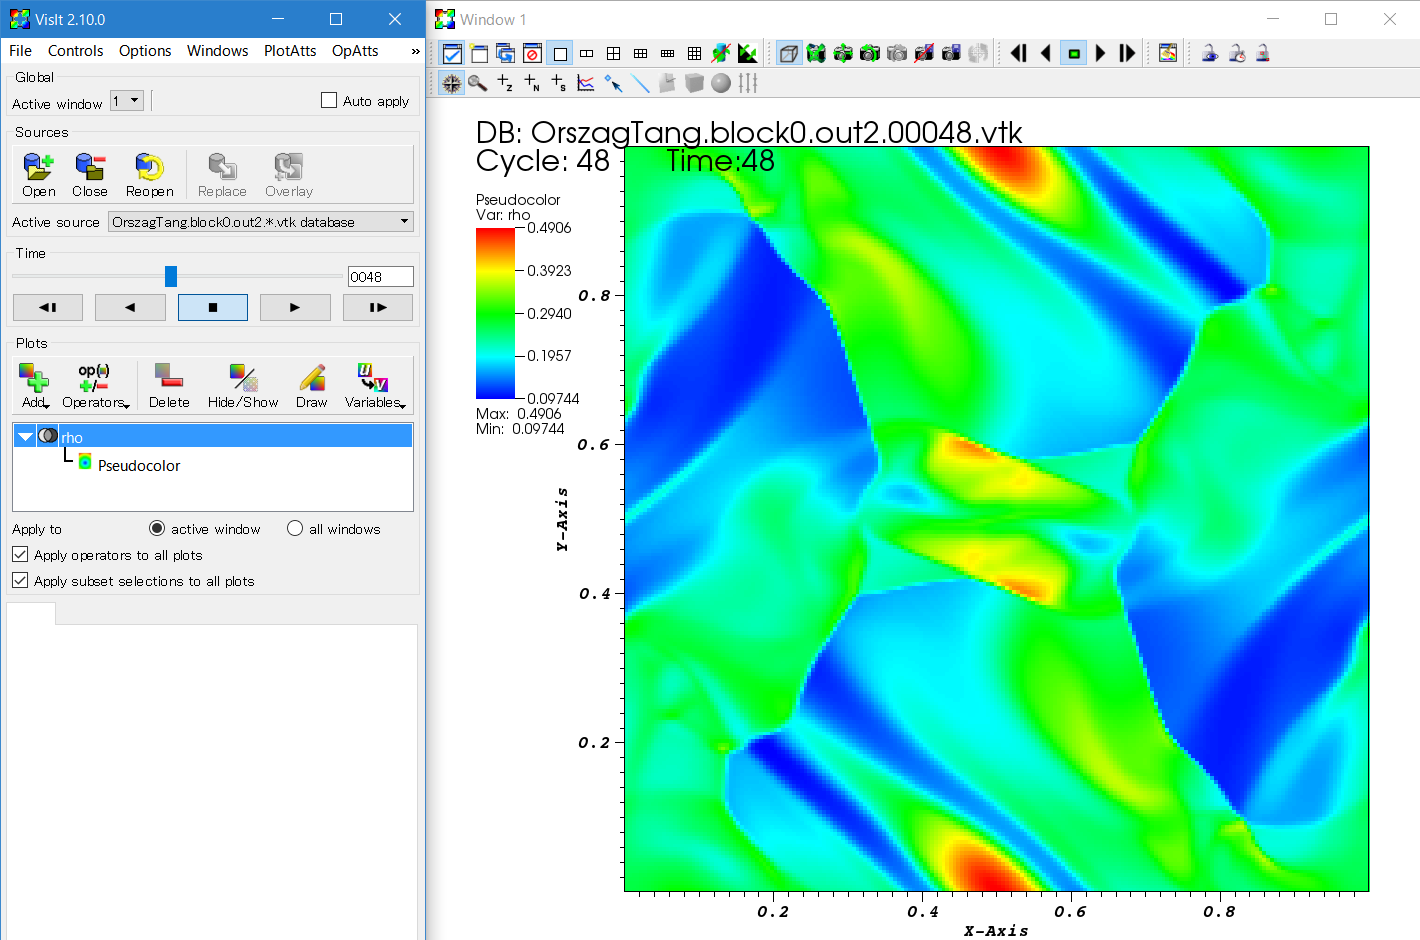 VisIt 2.10.0
File Controls Options Windows PlotAtts OpAtts »
Global
Active window 1 Auto apply
Sources
Open Close Reopen Replace Overlay
Active source OrszagTang.block0.out2.*.vtk database
Time
0048
Plots
op(u)
Add Operators Delete Hide/Show Draw Variables
rho
Pseudocolor
Apply to active window all windows
Apply operators to all plots
Apply subset selections to all plots
Window 1
DB: OrszagTang.block0.out2.00048.vtk
Cycle: 48 Time:48
Pseudocolor
Var: rho
0.4906
0.3923
0.2940
0.1957
0.09744
Max: 0.4906
Min: 0.09744
0.8
0.6
0.4
0.2
Y-Axis
0.2 0.4 0.6 0.8
X-Axis